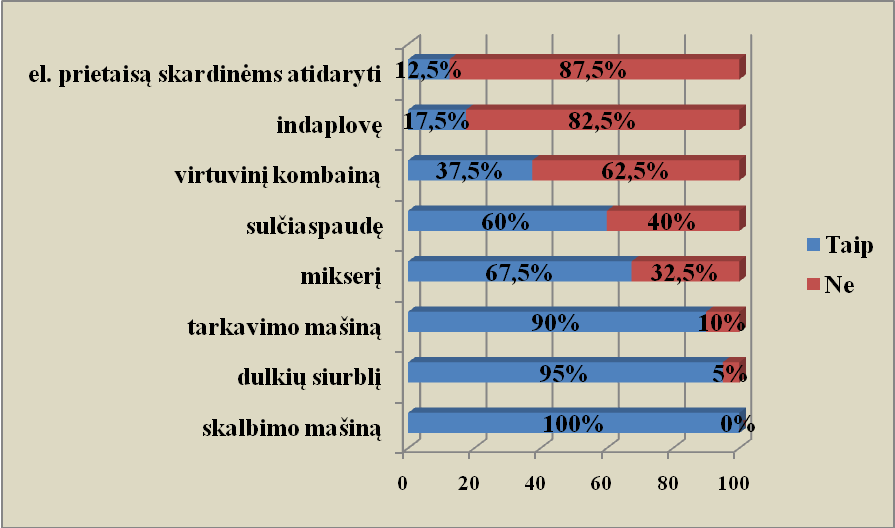 el. prietaisą skardinėms atidaryti 12,5% 87,5%
indaplovę 17,5% 82,5%
virtuvinį kombainą 37,5% 62,5%
sulčiaspaudę 60% 40%
mikserį 67,5% 32,5%
tarkavimo mašiną 90% 10%
dulkių siurblį 95% 5%
skalbimo mašiną 100% 0%
0 20 40 60 80 100
Taip
Ne